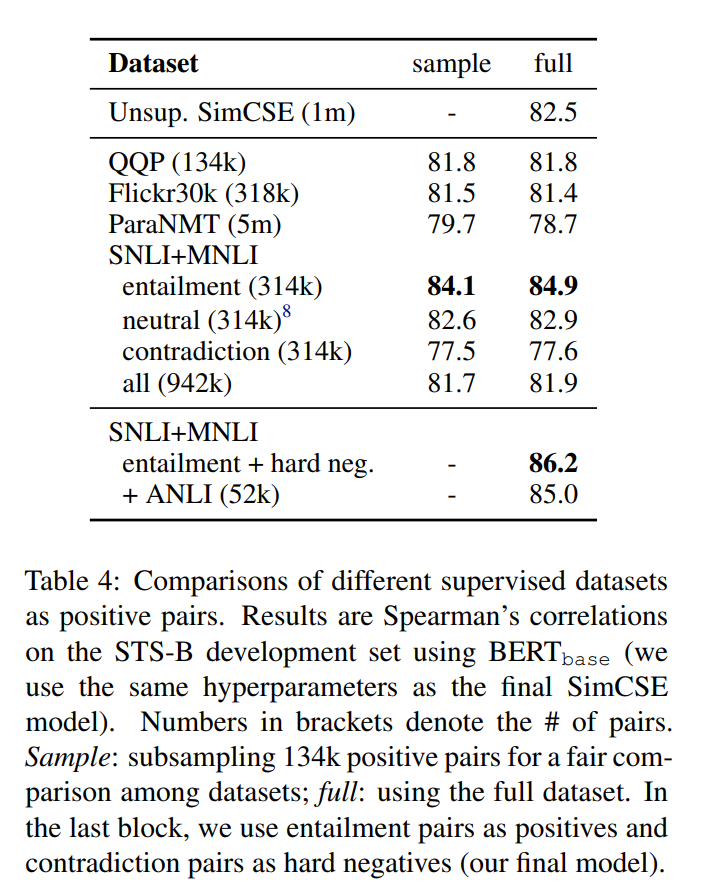 Dataset sample full
Unsup. SimCSE (1m) - 82.5
QQP (134k) 81.8 81.8
Flickr30k (318k) 81.5 81.4
ParaNMT (5m) 79.7 78.7
SNLI+MNLI
entailment (314k) 84.1 84.9
neutral (314k)8 82.6 82.9
contradiction (314k) 77.5 77.6
all (942k) 81.7 81.9
SNLI+MNLI
entailment + hard neg. - 86.2
+ ANLI (52k) - 85.0
Table 4: Comparisons of different supervised datasets
as positive pairs. Results are Spearman's correlations
on the STS-B development set using BERTbase (we
use the same hyperparameters as the final SimCSE
model). Numbers in brackets denote the # of pairs.
Sample: subsampling 134k positive pairs for a fair com-
parison among datasets; full: using the full dataset. In
the last block, we use entailment pairs as positives and
contradiction pairs as hard negatives (our final model).